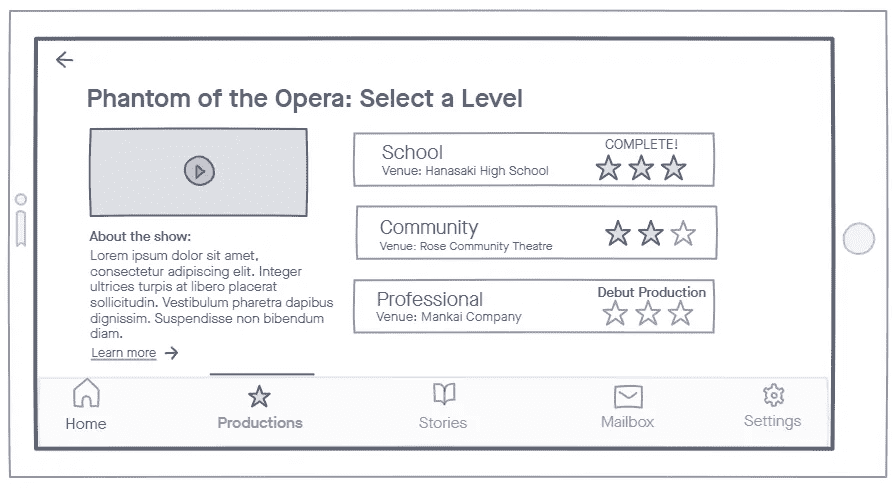 Phantom of the Opera: Select a Level
About the show:
Lorem ipsum dolor sit amet,
consectetur adipiscing elit. Integer
ultrices turpis at libero placerat
sollicitudin. Vestibulum pharetra dapibus
dignissim. Suspendisse non bibendum
diam.
Learn more
School
Venue: Hanasaki High School
COMPLETE!
Community
Venue: Rose Community Theatre
Professional
Venue: Mankai Company
Debut Production
Home
Productions
Stories
Mailbox
Settings